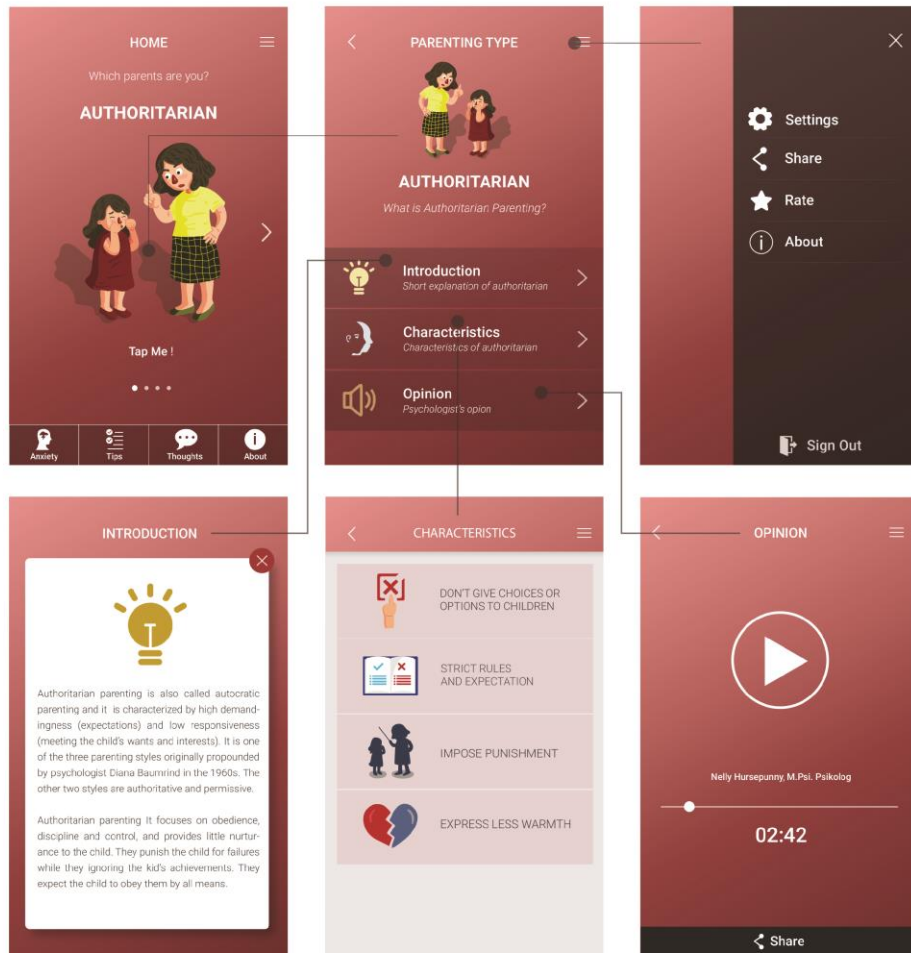 HOME
Which parents are you?
AUTHORITARIAN
Tap Me !
Anxiety
Tips
Thoughts
About
PARENTING TYPE
AUTHORITARIAN
What is Authoritarian Parenting?
Introduction
Short explanation of authoritarian
Characteristics
Characteristics of authoritarian
Opinion
Psychologist's opion
Settings
Share
Rate
About
Sign Out
INTRODUCTION
Authoritarian parenting is also called autocratic
parenting and it is characterized by high demand-
ingness (expectations) and low responsiveness
(meeting the child's wants and interests). It is one
of the three parenting styles originally propounded
by psychologist Diana Baumrind in the 1960s. The
other two styles are authoritative and permissive.
Authoritarian parenting It focuses on obedience,
discipline and control, and provides little nurtur-
ance to the child. They punish the child for failures
while they ignoring the kid's achievements. They
expect the child to obey them by all means.
CHARACTERISTICS
DON'T GIVE CHOICES OR
OPTIONS TO CHILDREN
STRICT RULES
AND EXPECTATION
IMPOSE PUNISHMENT
EXPRESS LESS WARMTH
OPINION
Nelly Hursepunny, M.Psi. Psikolog
02:42
Share